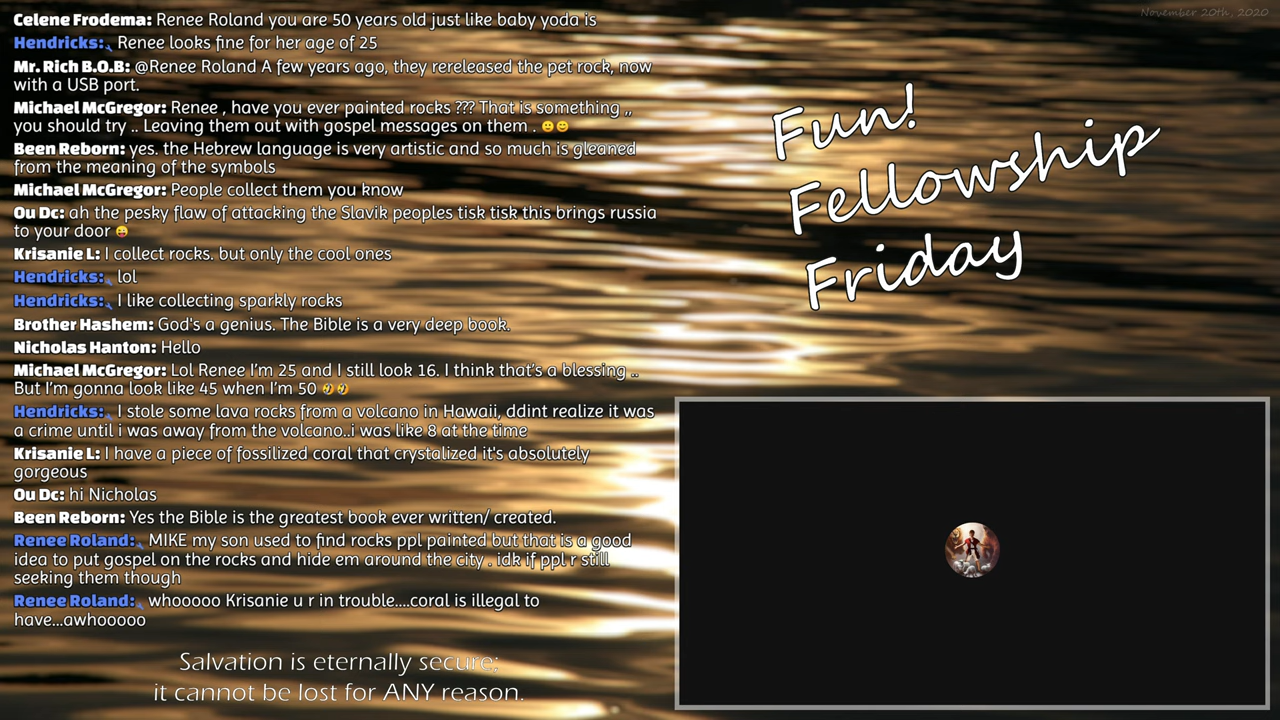 Celene Frodema: Renee Roland you are 50 years old just like baby yoda is
Hendricks: Renee looks fine for her age of 25
Mr. Rich B.O.B: @Renee Roland A few years ago, they rereleased the pet rock, now
with a USB port.
Michael McGregor: Renee , have you ever painted rocks ??? That is something ,,
you should try .. Leaving them out with gospel messages on them . 🙂😊
Been Reborn: yes. the Hebrew language is very artistic and so much is gleaned
from the meaning of the symbols
Michael McGregor: People collect them you know
Ou Dc: ah the pesky flaw of attacking the Slavik peoples tisk tisk this brings russia
to your door 😜
Krisanie L: I collect rocks. but only the cool ones
Hendricks: lol
Hendricks: I like collecting sparkly rocks
Brother Hashem: God's a genius. The Bible is a very deep book.
Nicholas Hanton: Hello
Michael McGregor: Lol Renee I'm 25 and I still look 16. I think that's a blessing ..
But I'm gonna look like 45 when I'm 50 🤣🤣
Hendricks: I stole some lava rocks from a volcano in Hawaii, ddint realize it was
a crime until i was away from the volcano..i was like 8 at the time
Krisanie L: I have a piece of fossilized coral that crystalized it's absolutely
gorgeous
Ou Dc: hi Nicholas
Been Reborn: Yes the Bible is the greatest book ever written/ created.
Renee Roland: MIKE my son used to find rocks ppl painted but that is a good
idea to put gospel on the rocks and hide em around the city . idk if ppl r still
seeking them though
Renee Roland: whooooo Krisanie u r in trouble....coral is illegal to
have...awhooooo
Salvation is eternally secure;
it cannot be lost for ANY reason.
November 20th, 2020
Fun!
Fellowship
Friday